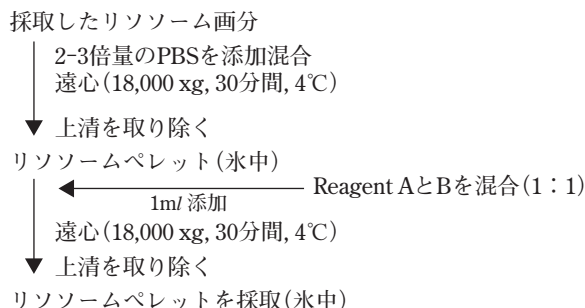 採取したリソソーム画分
2-3倍量のPBSを添加混合
遠心(18,000 xg, 30分間, 4℃)
上清を取り除く
リソソームペレット(氷中)
Reagent AとBを混合(1：1)
1ml 添加
遠心(18,000 xg, 30分間, 4℃)
上清を取り除く
リソソームペレットを採取(氷中)